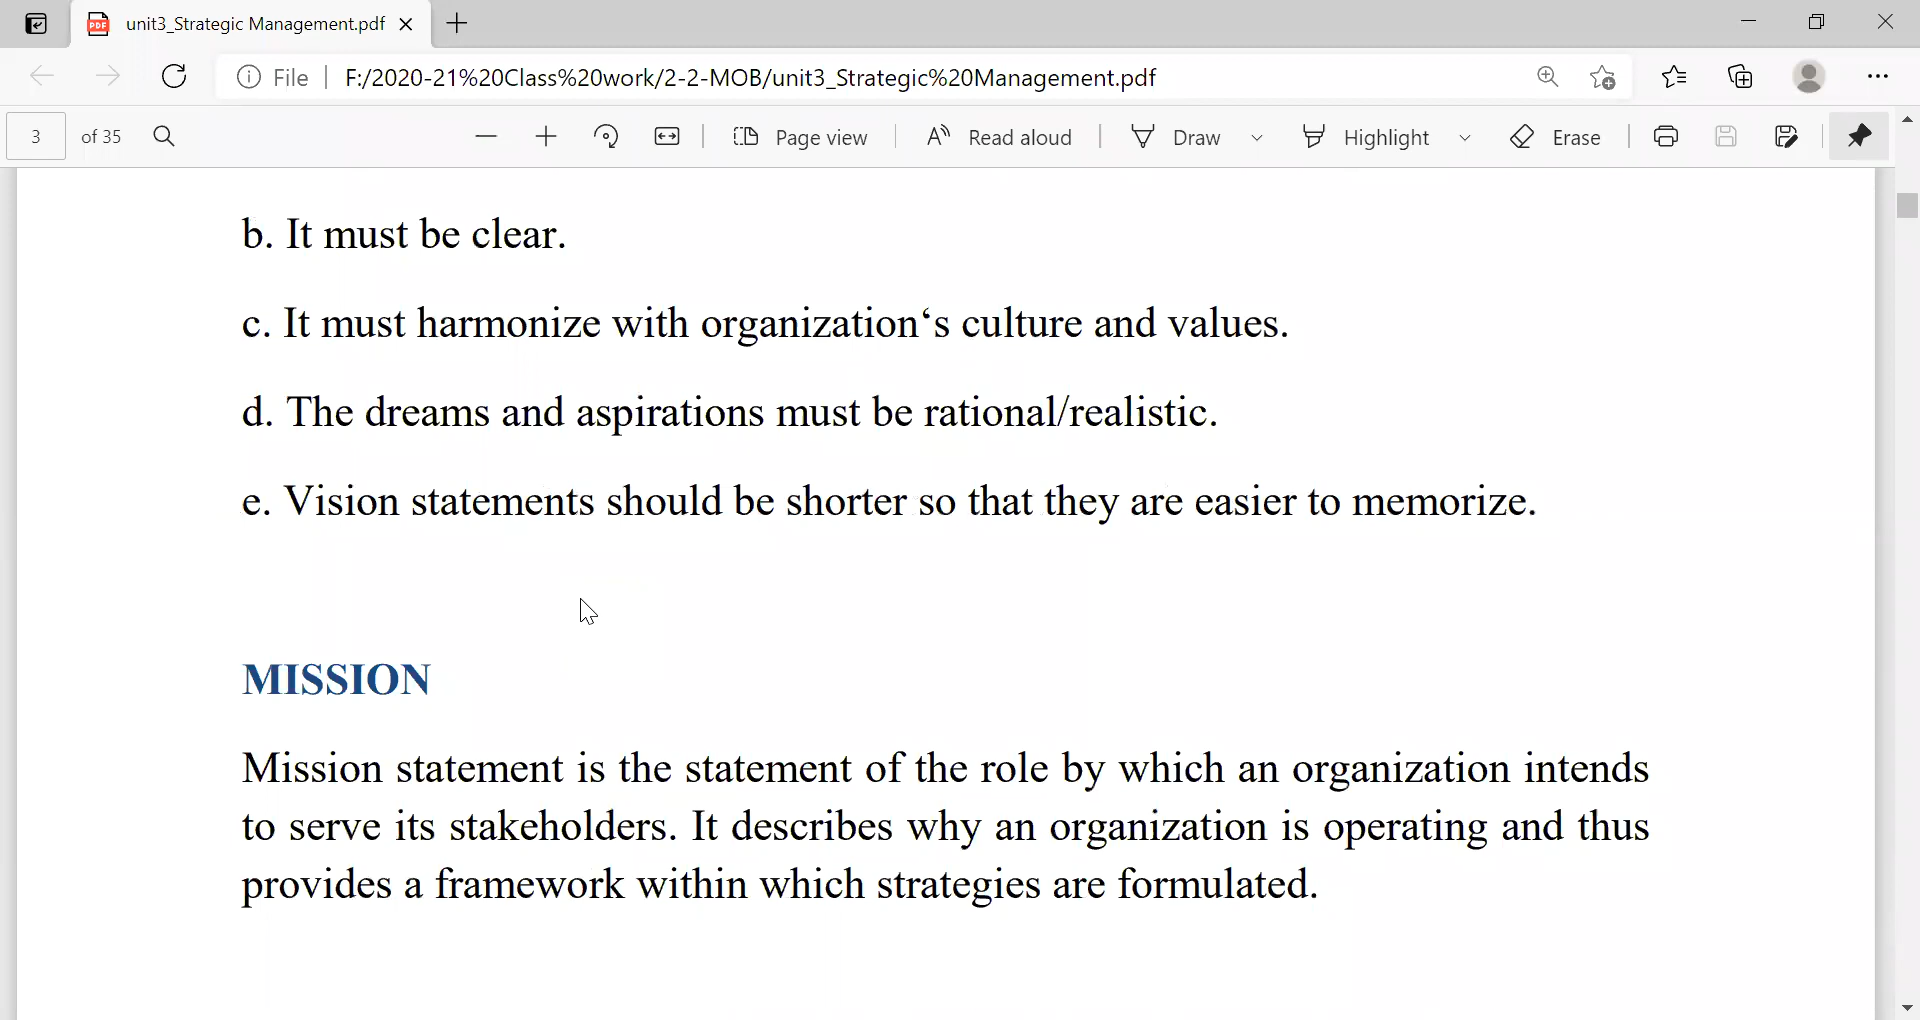 unit3_Strategic Management.pdf
File | F:/2020-21%20Class%20work/2-2-MOB/unit3_Strategic%20Management.pdf
3 of 35 Page view Read aloud Draw Highlight Erase
b. It must be clear.
c. It must harmonize with organization‘s culture and values.
d. The dreams and aspirations must be rational/realistic.
e. Vision statements should be shorter so that they are easier to memorize.
MISSION
Mission statement is the statement of the role by which an organization intends
to serve its stakeholders. It describes why an organization is operating and thus
provides a framework within which strategies are formulated.